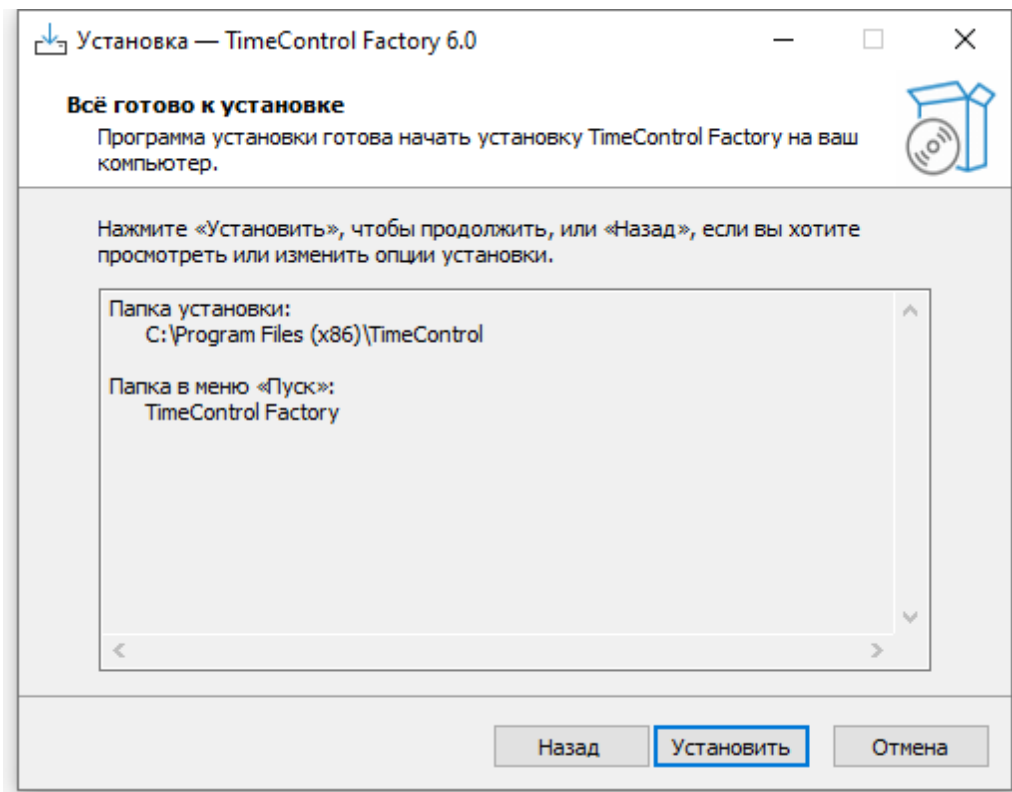 Установка — TimeControl Factory 6.0
Всё готово к установке
Программа установки готова начать установку TimeControl Factory на ваш
компьютер.
Нажмите «Установить», чтобы продолжить, или «Назад», если вы хотите
просмотреть или изменить опции установки.
Папка установки:
C:\Program Files (x86)\TimeControl
Папка в меню «Пуск»:
TimeControl Factory
Назад
Установить
Отмена